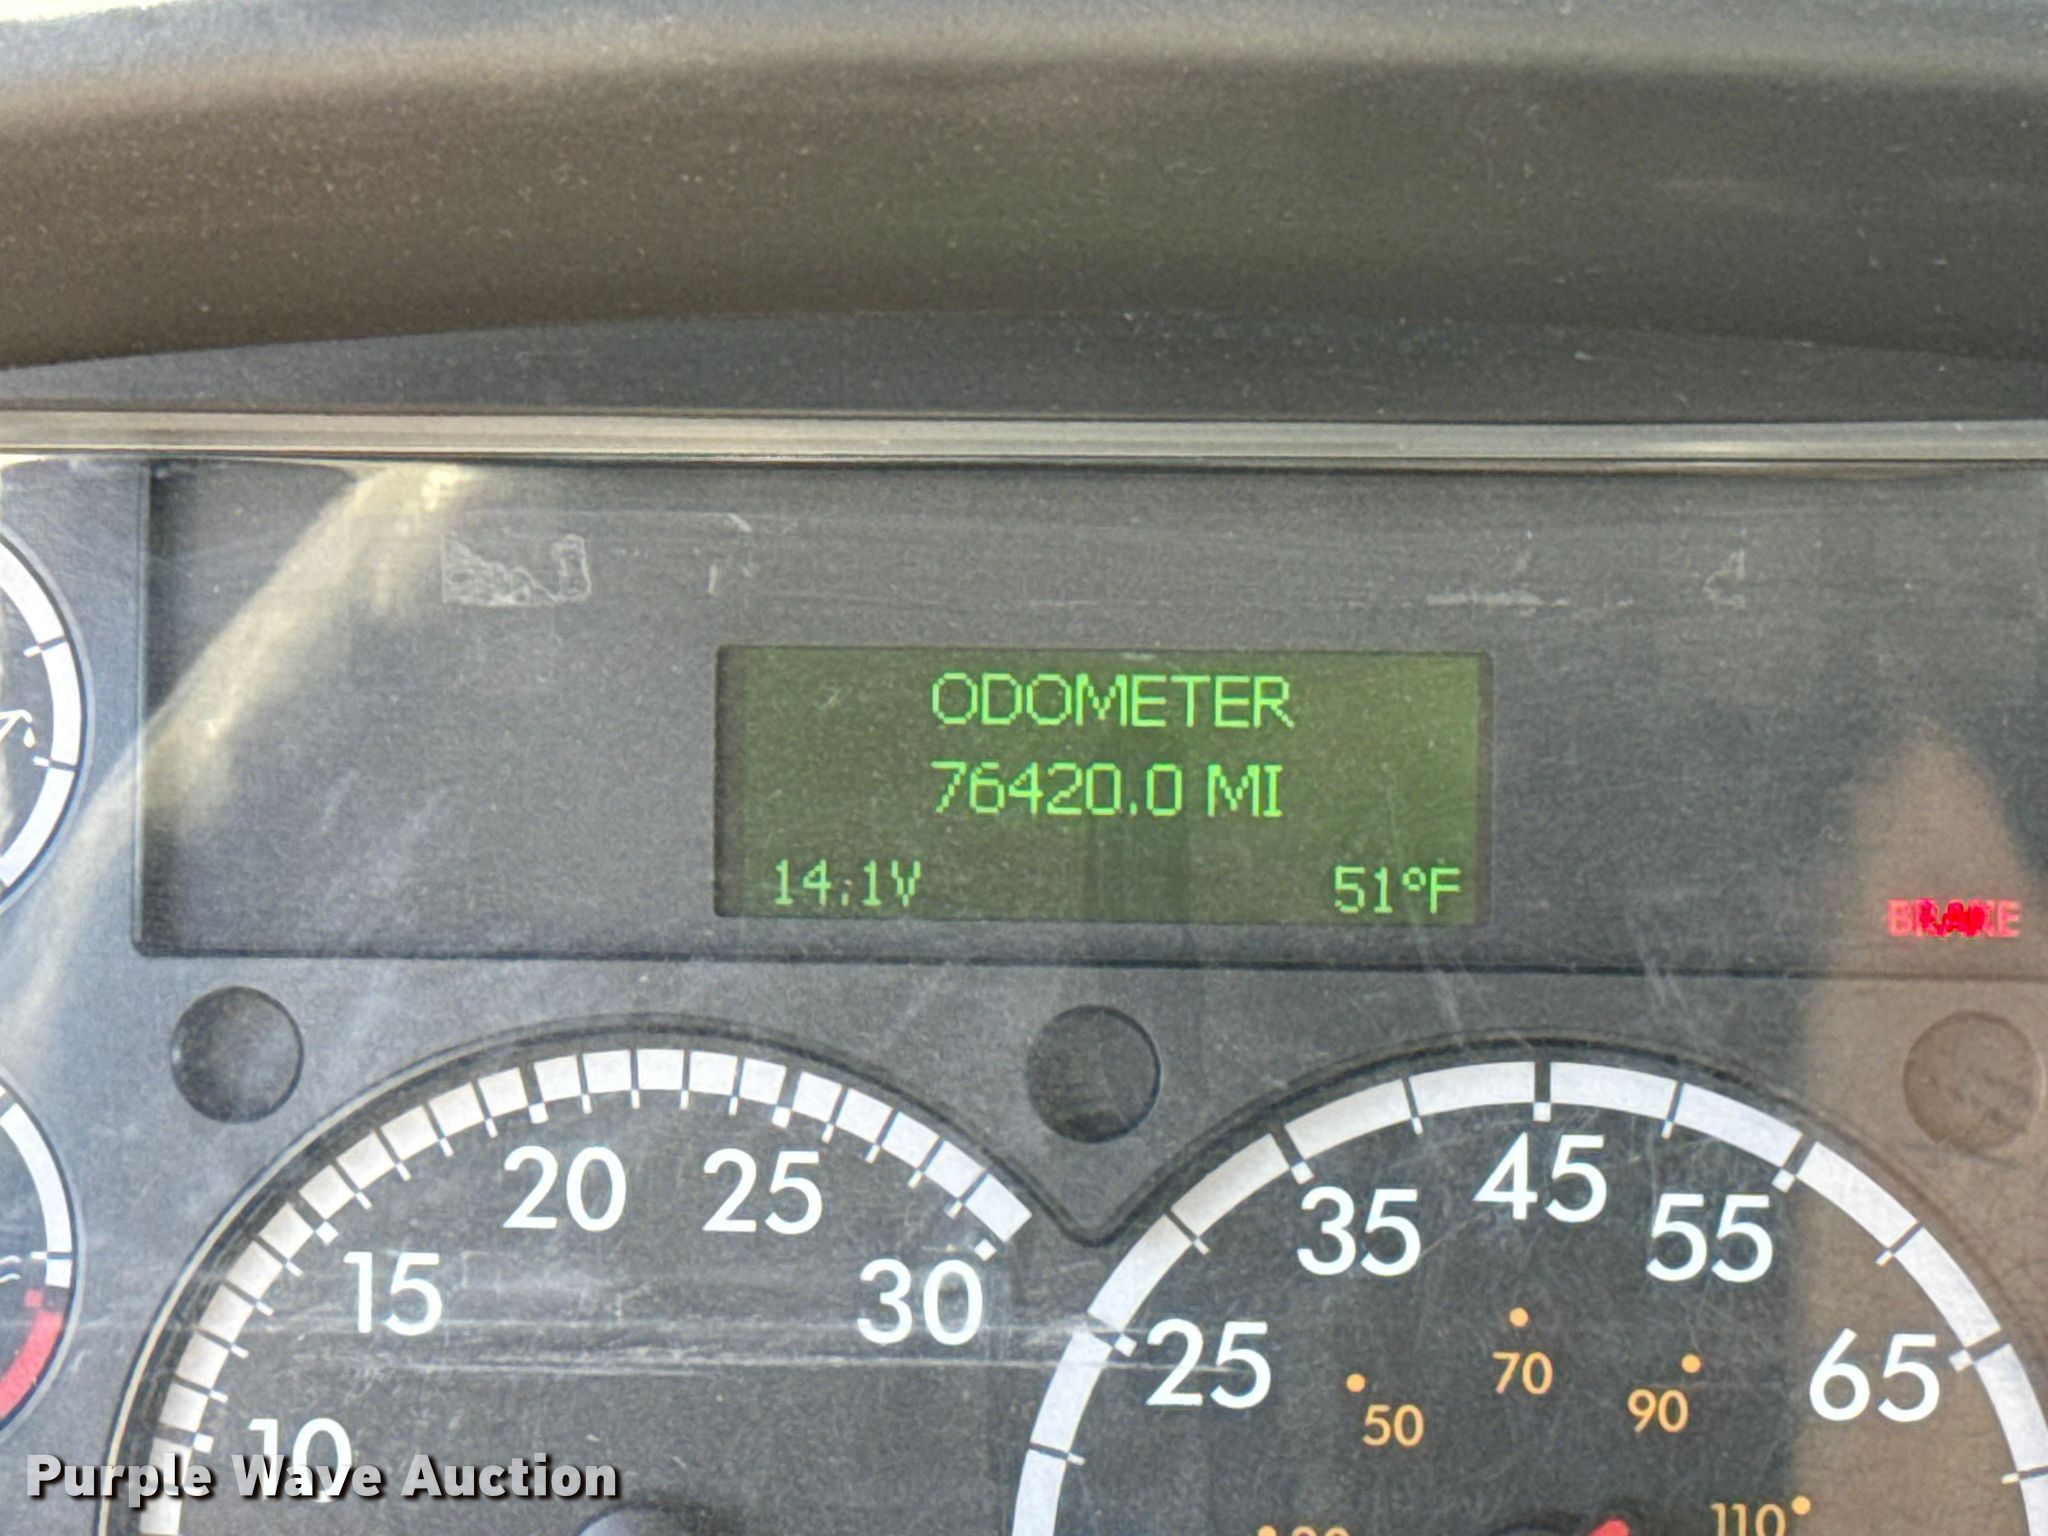 ODOMETER
76420.0 MI
14.1V 51°F
BRAKE
10 15 20 25 30
25 35 45 55 65
50 70 90 110
Purple Wave Auction